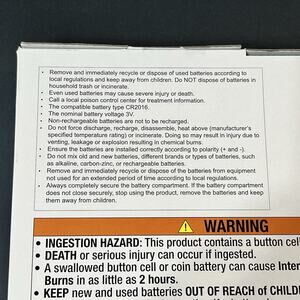 • Remove and immediately recycle or dispose of used batteries according to
local regulations and keep away from children. Do NOT dispose of batteries in
household trash or incinerate.
• Even used batteries may cause severe injury or death.
• Call a local poison control center for treatment information.
• The compatible battery type CR2016.
• The nominal battery voltage 3V.
• Non-rechargeable batteries are not to be recharged.
• Do not force discharge, recharge, disassemble, heat above (manufacturer's
specified temperature rating) or incinerate. Doing so may result in injury due to
venting, leakage or explosion resulting in chemical burns.
• Ensure the batteries are installed correctly according to polarity (+ and -).
• Do not mix old and new batteries, different brands or types of batteries, such
as alkaline, carbon-zinc, or rechargeable batteries.
• Remove and immediately recycle or dispose of the batteries from equipment
not used for an extended period of time according to local regulations.
• Always completely secure the battery compartment. If the battery compartment
does not close securely, stop using the product, remove the batteries and keep
them away from children.
WARNING
• INGESTION HAZARD: This product contains a button cel
• DEATH or serious injury can occur if ingested.
• A swallowed button cell or coin battery can cause Inter
Burns in as little as 2 hours.
• KEEP new and used batteries OUT OF REACH of CHILD